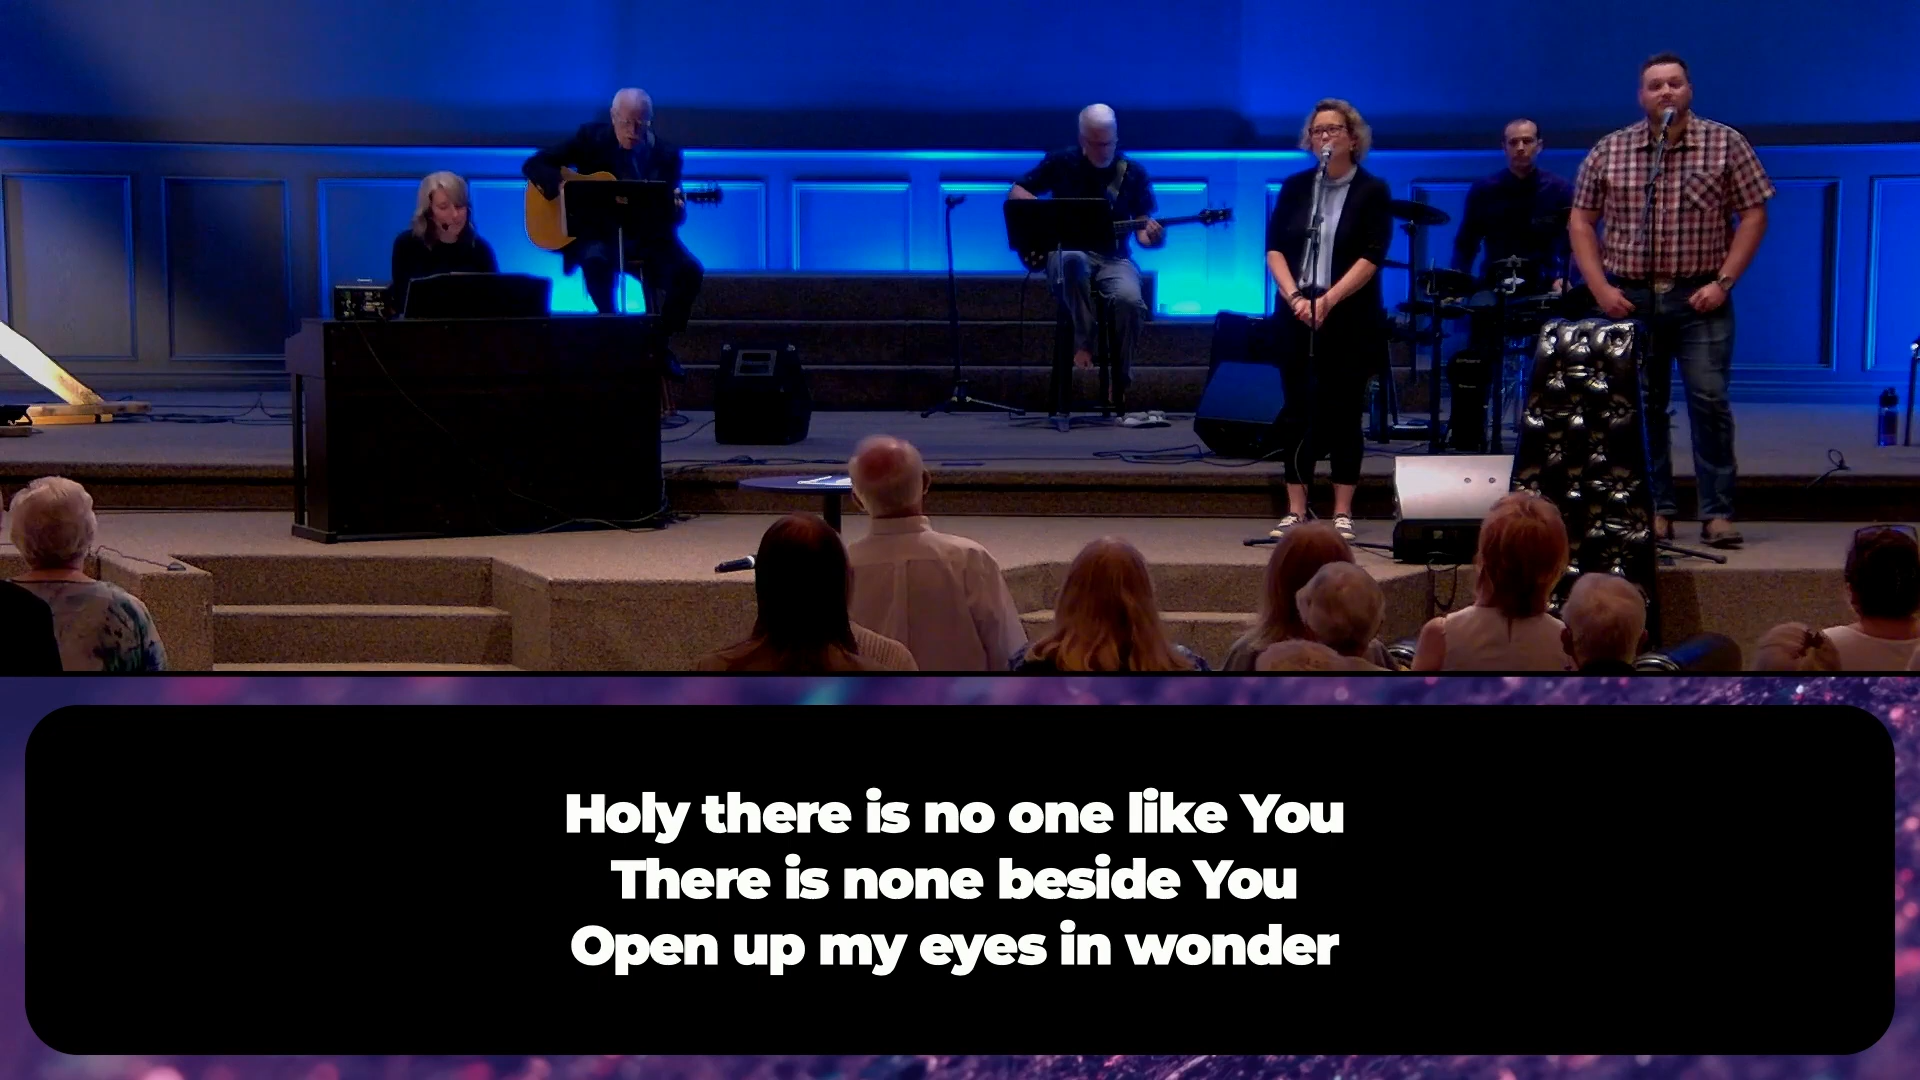 Holy there is no one like You
There is none beside You
Open up my eyes in wonder